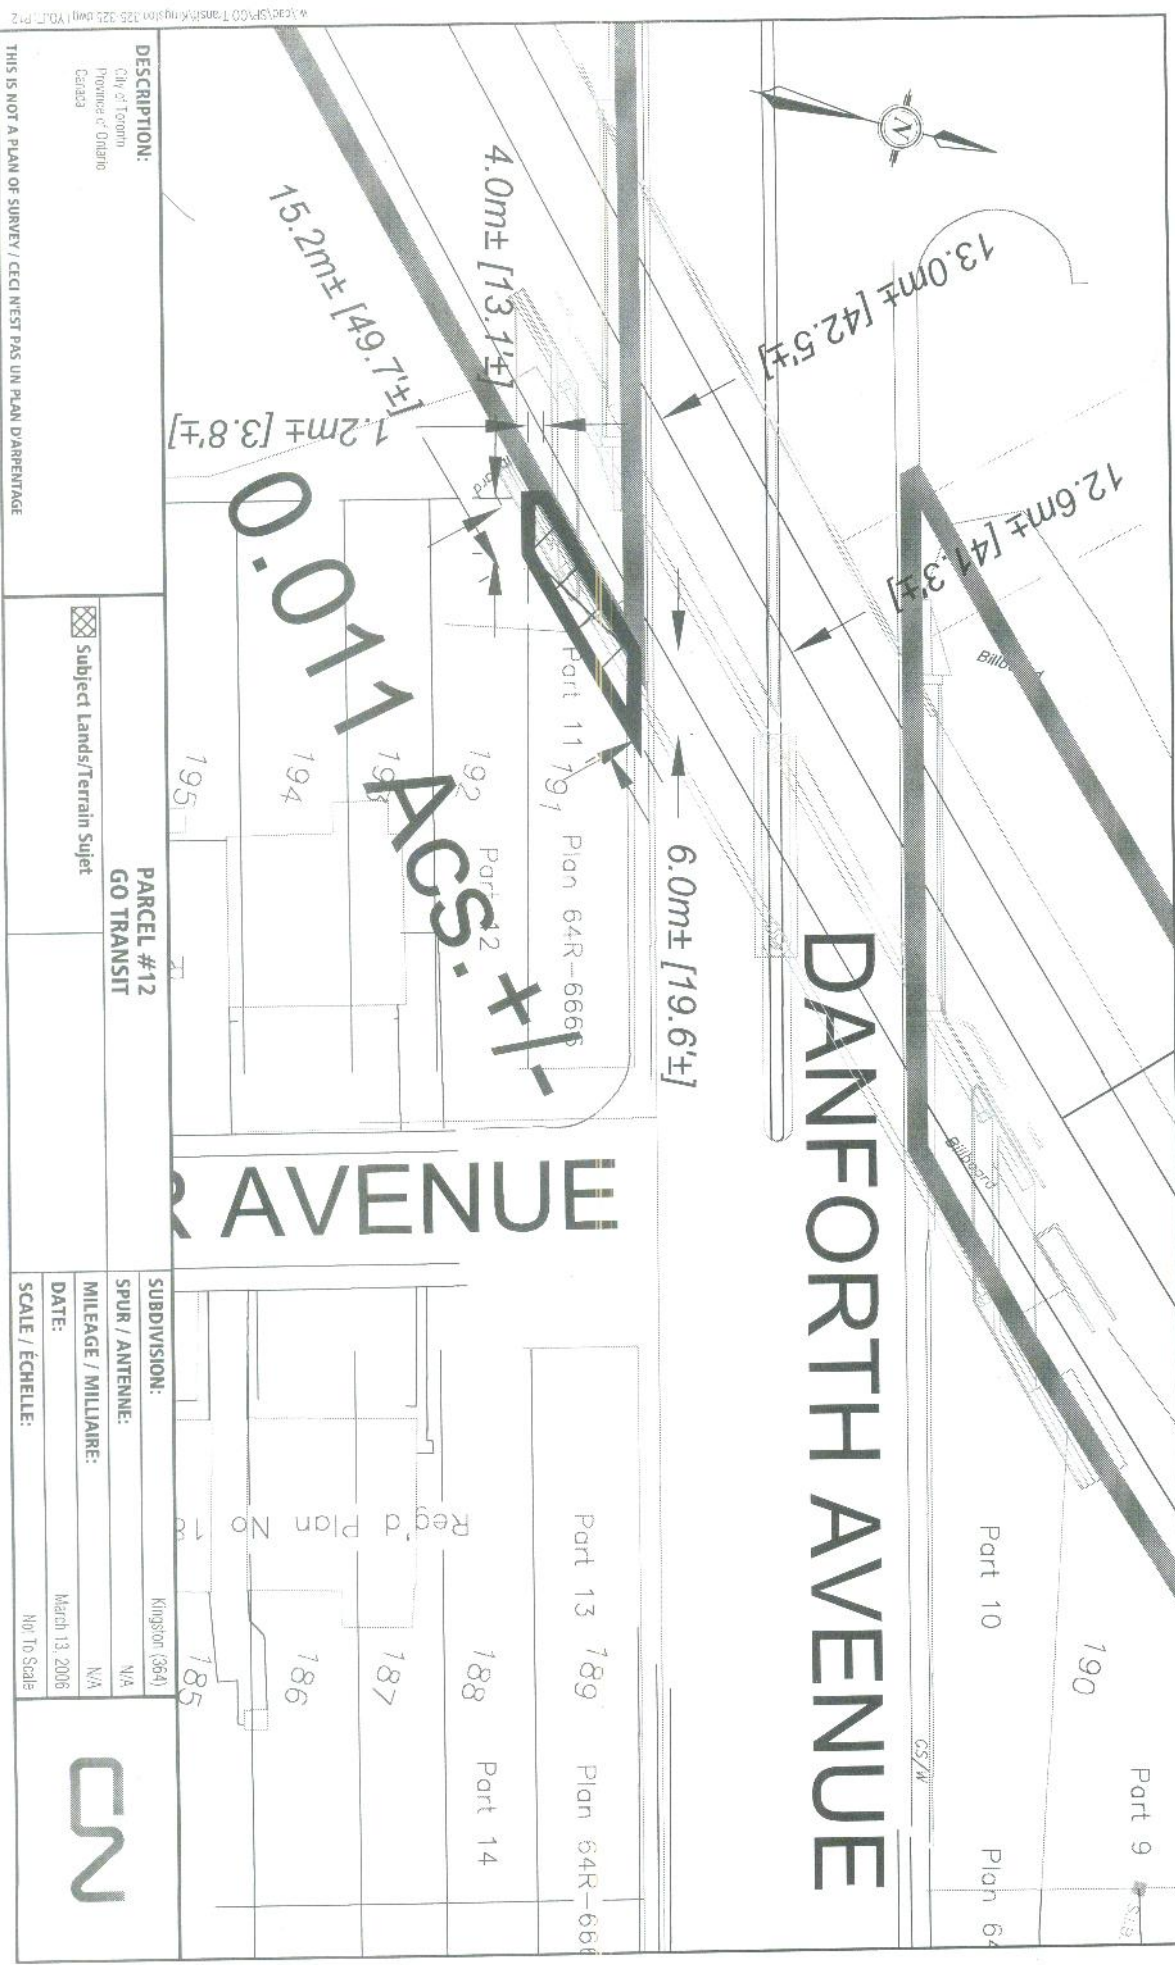 DANFORTH AVENUE
AVENUE
0.011 ACS. +/-
13.0m± [42.5'±]
12.6m± [41.3'±]
4.0m± [13.1'±]
15.2m± [49.7'±]
1.2m± [3.8'±]
6.0m± [19.6'±]
N
Billboard
Part 9
190
Part 10
Plan 64
CS/W
Part 11 191 Plan 64R-6666
192 Part 12
194
195
Part 13 189 Plan 64R-666
188 Part 14
187
186
185
Reg'd Plan No 18
DESCRIPTION:
City of Toronto
Province of Ontario
Canada
THIS IS NOT A PLAN OF SURVEY / CECI N'EST PAS UN PLAN D'ARPENTAGE
PARCEL #12
GO TRANSIT
Subject Lands/Terrain Sujet
SUBDIVISION: Kingston (364)
SPUR / ANTENNE: N/A
MILEAGE / MILLIAIRE: N/A
DATE: March 13, 2006
SCALE / ÉCHELLE: Not To Scale
CN